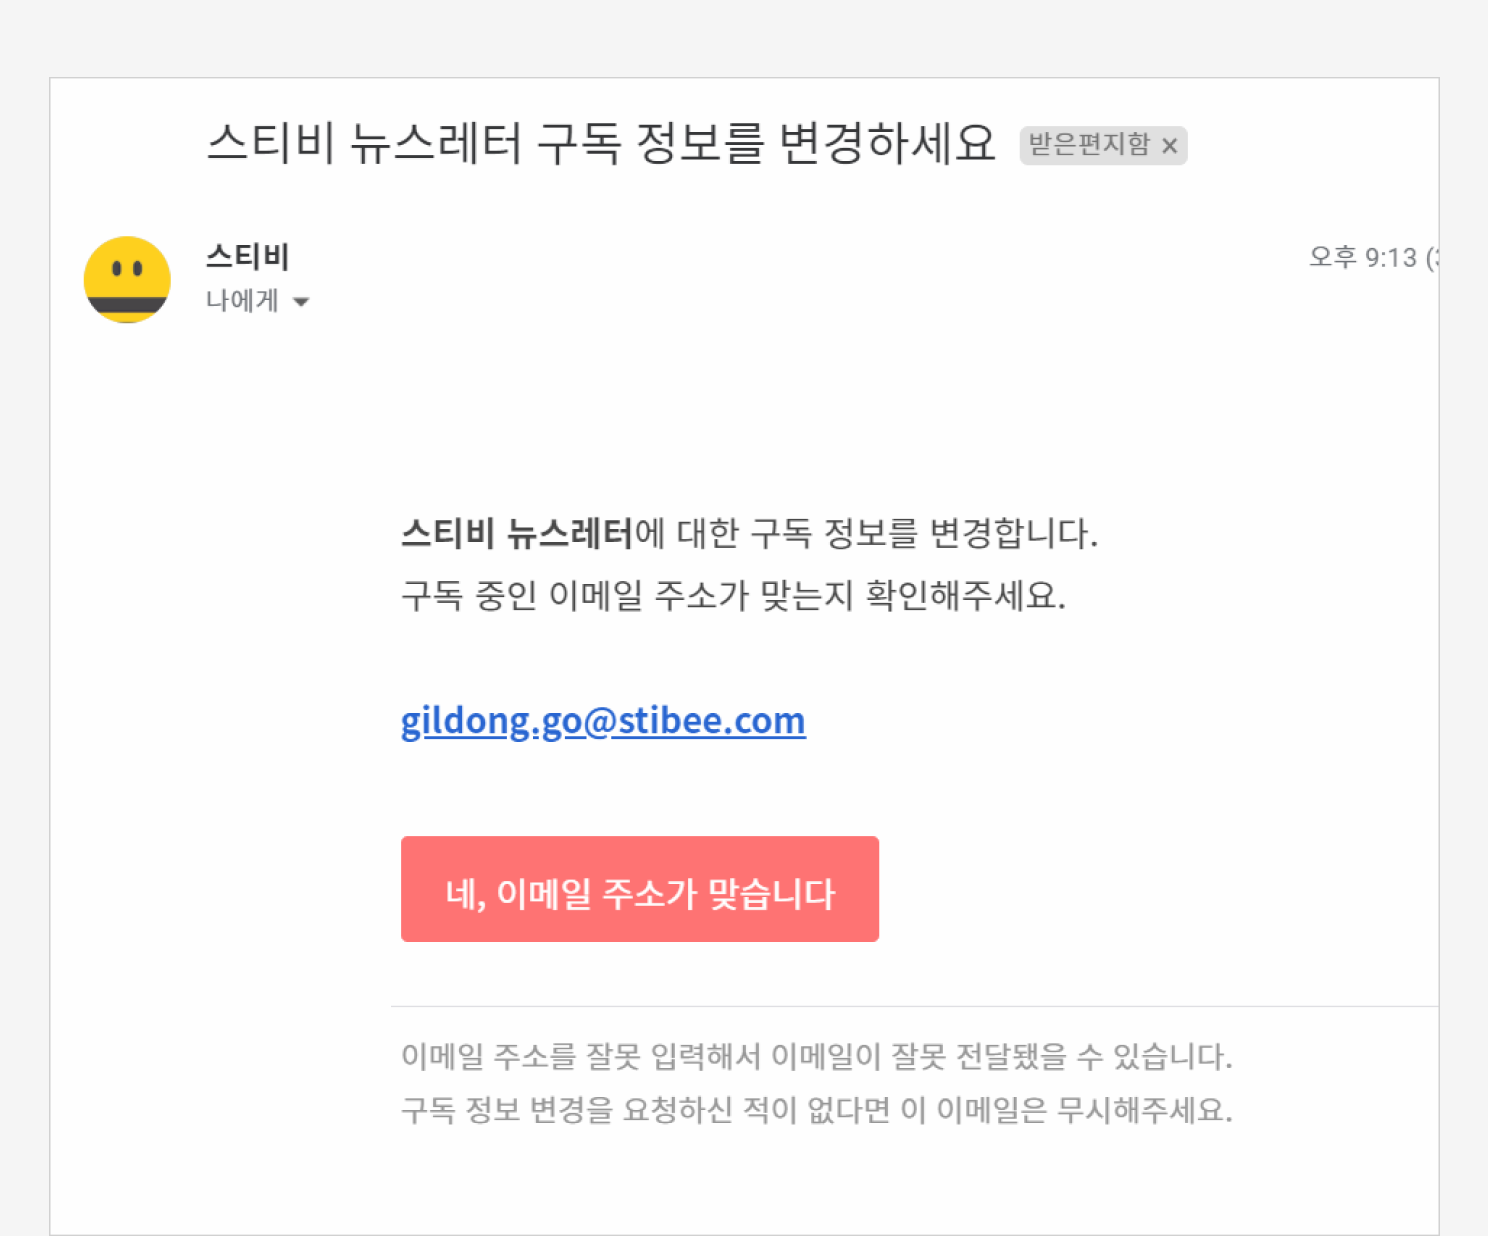 스티비 뉴스레터 구독 정보를 변경하세요 받은편지함 ×
스티비
오후 9:13
나에게
스티비 뉴스레터에 대한 구독 정보를 변경합니다.
구독 중인 이메일 주소가 맞는지 확인해주세요.
gildong.go@stibee.com
네, 이메일 주소가 맞습니다
이메일 주소를 잘못 입력해서 이메일이 잘못 전달됐을 수 있습니다.
구독 정보 변경을 요청하신 적이 없다면 이 이메일은 무시해주세요.